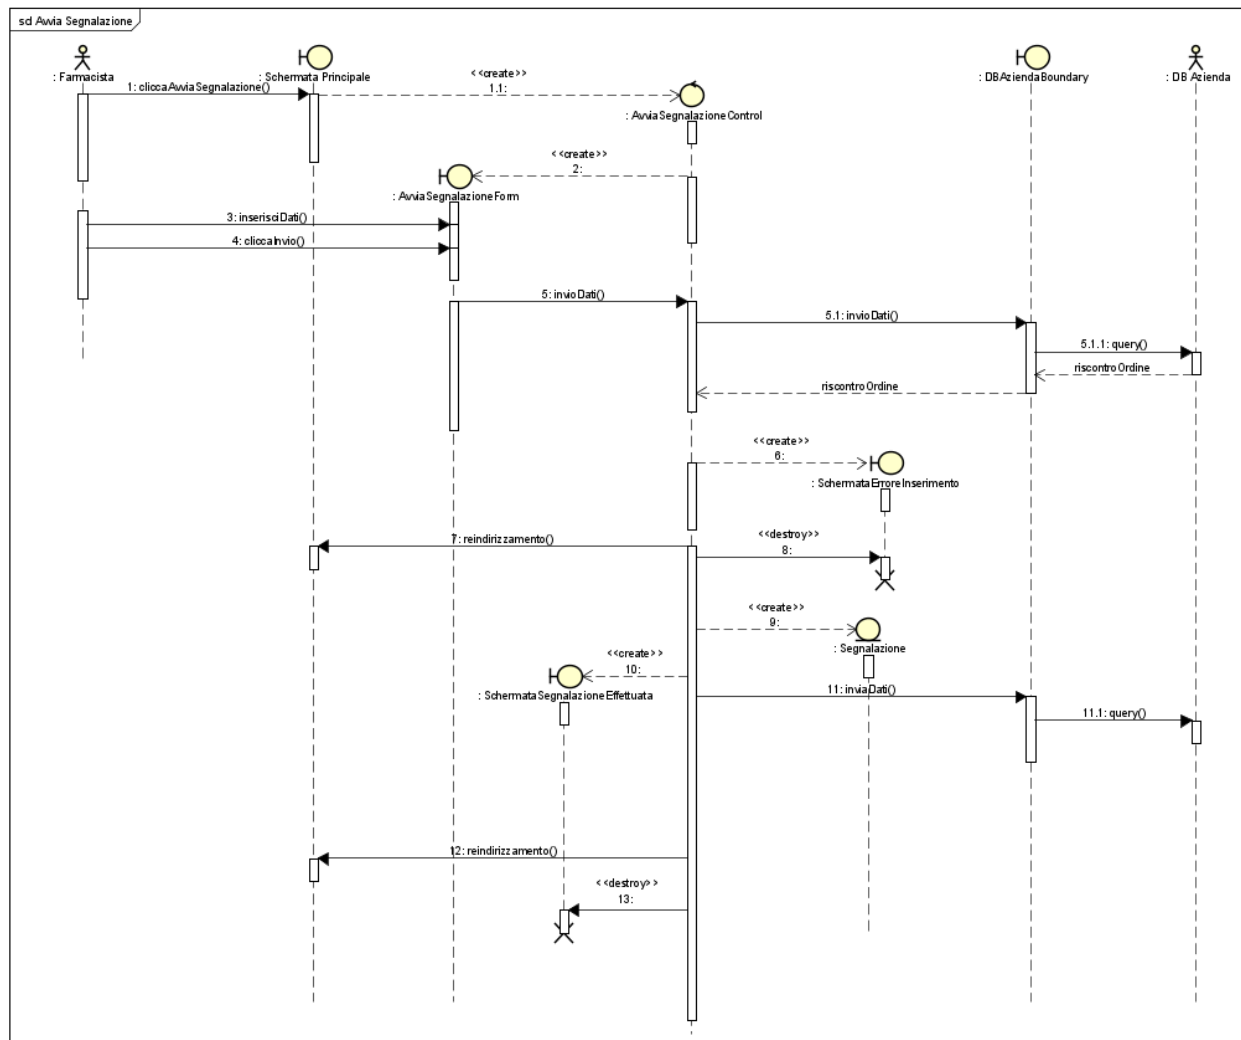 sd Avvia Segnalazione
: Farmacista
: Schermata Principale
: DBAziendaBoundary
: DB Azienda
1: cliccaAvviaSegnalazione()
<<create>>
1.1:
: AvviaSegnalazioneControl
<<create>>
2:
: AvviaSegnalazioneForm
3: inserisciDati()
4: cliccaInvio()
5: invioDati()
5.1: invioDati()
5.1.1: query()
riscontroOrdine
riscontroOrdine
<<create>>
6:
: SchermataErroreInserimento
7: reindirizzamento()
<<destroy>>
8:
<<create>>
9:
: Segnalazione
<<create>>
10:
: SchermataSegnalazioneEffettuata
11: inviaDati()
11.1: query()
12: reindirizzamento()
<<destroy>>
13: